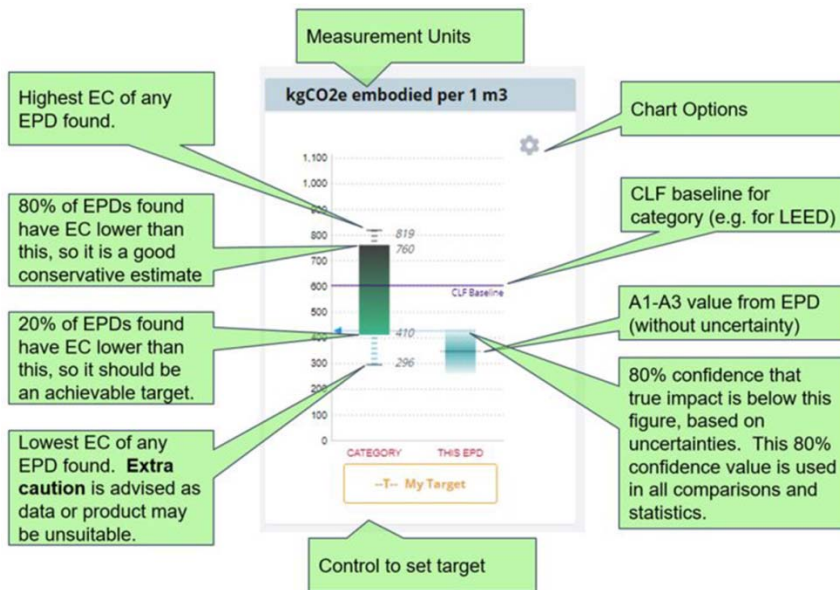 Measurement Units
Highest EC of any
EPD found.
80% of EPDs found
have EC lower than
this, so it is a good
conservative estimate
20% of EPDs found
have EC lower than
this, so it should be
an achievable target.
Lowest EC of any
EPD found. Extra
caution is advised as
data or product may
be unsuitable.
kgCO2e embodied per 1 m3
1,100
1,000
800
700
600
500
400
300
200
100
0
819
760
CLF Baseline
410
296
CATEGORY
THIS EPD
--T-- My Target
Chart Options
CLF baseline for
category (e.g. for LEED)
A1-A3 value from EPD
(without uncertainty)
80% confidence that
true impact is below this
figure, based on
uncertainties. This 80%
confidence value is used
in all comparisons and
statistics.
Control to set target